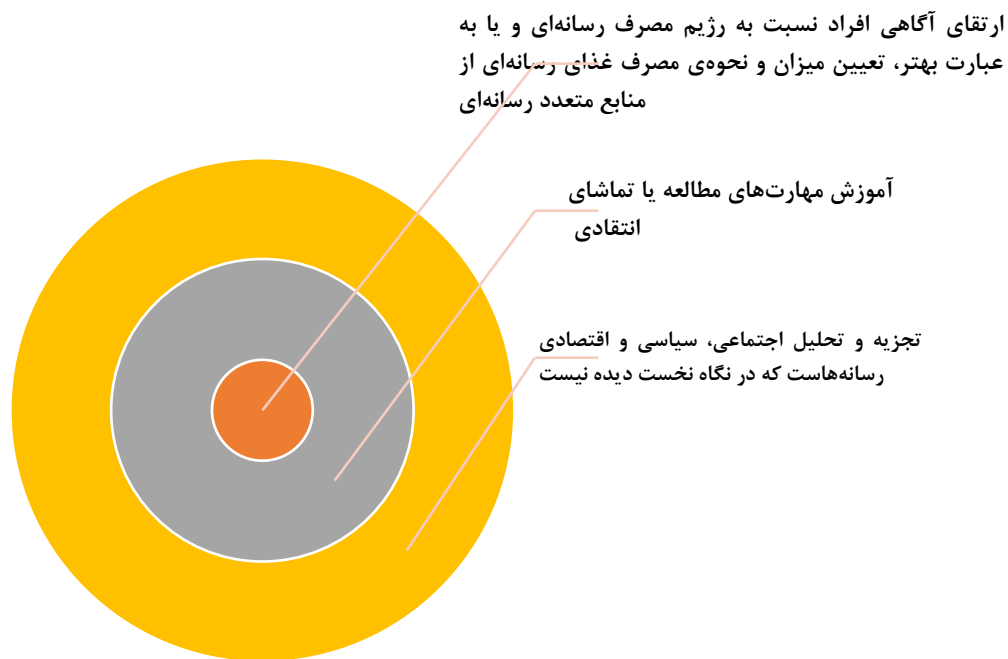 ارتقای آگاهی افراد نسبت به رژیم مصرف رسانه‌ای و یا به
عبارت بهتر، تعیین میزان و نحوه‌ی مصرف غذای رسانه‌ای از
منابع متعدد رسانه‌ای
آموزش مهارت‌های مطالعه یا تماشای
انتقادی
تجزیه و تحلیل اجتماعی، سیاسی و اقتصادی
رسانه‌هاست که در نگاه نخست دیده نیست